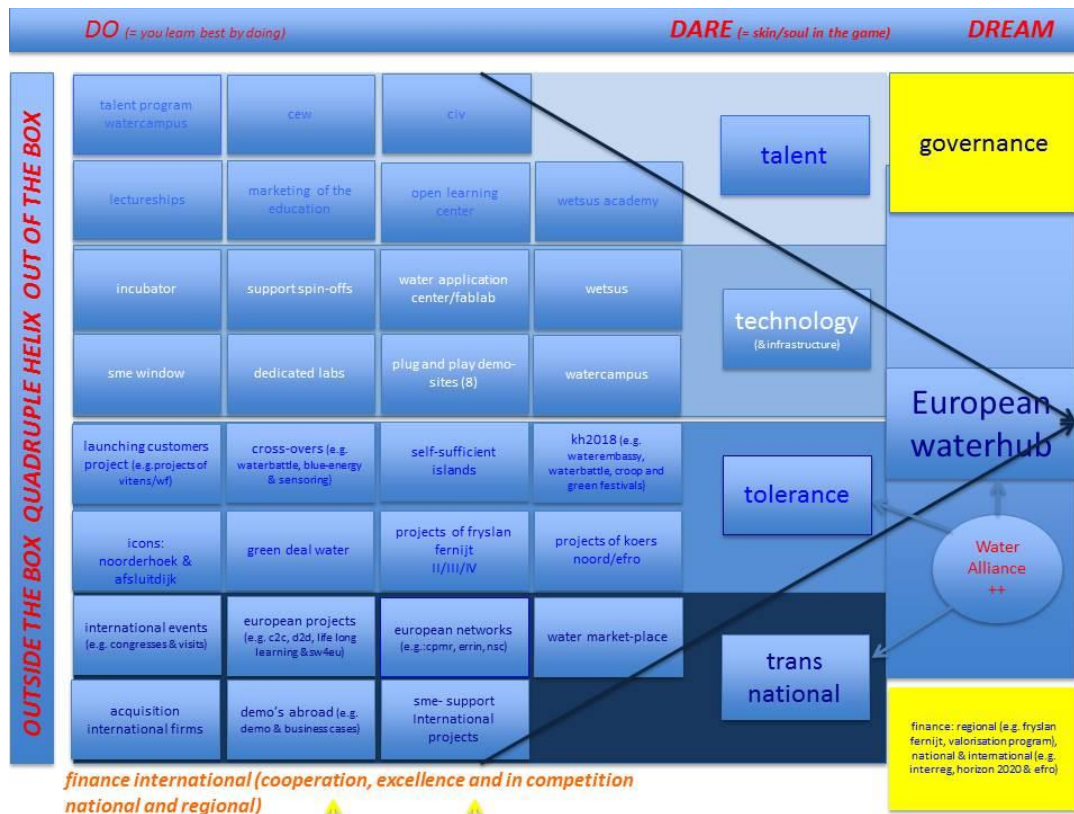 DO (= you learn best by doing)
DARE (= skin/soul in the game)
DREAM
OUTSIDE THE BOX QUADRUPLE HELIX OUT OF THE BOX
talent program
watercampus
cew
civ
lectureships
marketing of the
education
open learning
center
wetsus academy
talent
governance
incubator
support spin-offs
water application
center/fablab
wetsus
sme window
dedicated labs
plug and play demo-
sites (8)
watercampus
technology
(& infrastructure)
European
waterhub
launching customers
project (e.g.projects of
vitens/wf)
cross-overs (e.g.
waterbattle, blue-energy
& sensoring)
self-sufficient
islands
kh2018 (e.g.
waterembassy,
waterbattle, croop and
green festivals)
icons:
noorderhoek &
afsluitdijk
green deal water
projects of fryslan
fernijt
II/III/IV
projects of koers
noord/efro
tolerance
Water
Alliance
++
international events
(e.g. congresses & visits)
european projects
(e.g. c2c, d2d, life long
learning & sw4eu)
european networks
(e.g.:cpmr, errin, nsc)
water market-place
acquisition
international firms
demo's abroad (e.g.
demo & business cases)
sme- support
International
projects
trans
national
finance: regional (e.g. fryslan
fernijt, valorisation program),
national & international (e.g.
interreg, horizon 2020 & efro)
finance international (cooperation, excellence and in competition
national and regional)